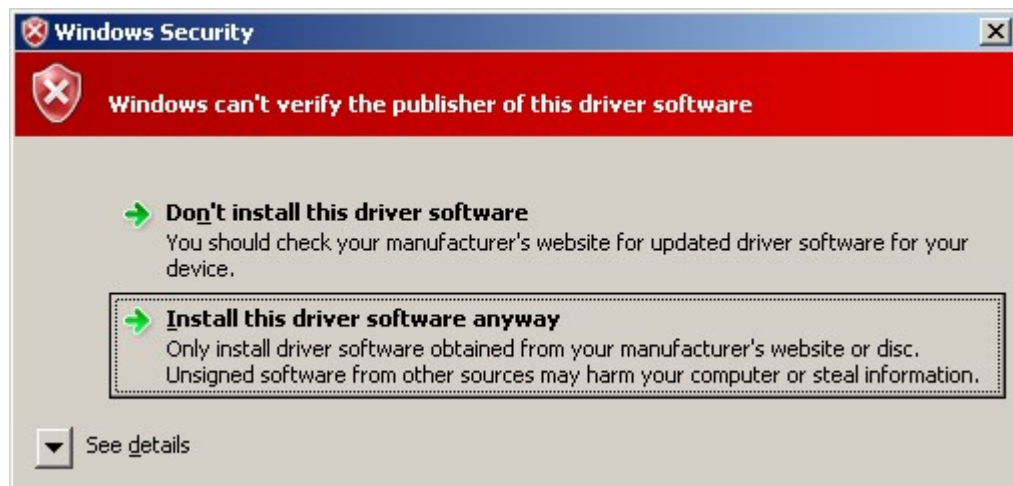 Windows Security
Windows can't verify the publisher of this driver software
Don't install this driver software
You should check your manufacturer's website for updated driver software for your
device.
Install this driver software anyway
Only install driver software obtained from your manufacturer's website or disc.
Unsigned software from other sources may harm your computer or steal information.
See details